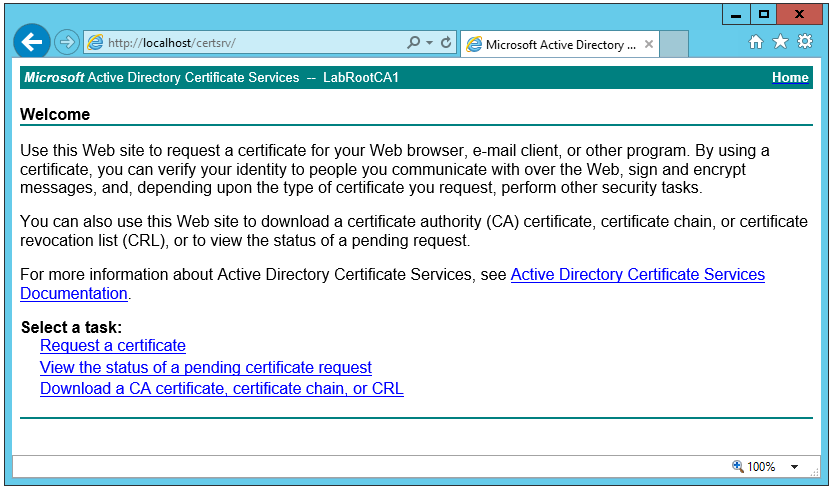 http://localhost/certsrv/
Microsoft Active Directory ...
Microsoft Active Directory Certificate Services -- LabRootCA1
Home
Welcome
Use this Web site to request a certificate for your Web browser, e-mail client, or other program. By using a
certificate, you can verify your identity to people you communicate with over the Web, sign and encrypt
messages, and, depending upon the type of certificate you request, perform other security tasks.
You can also use this Web site to download a certificate authority (CA) certificate, certificate chain, or certificate
revocation list (CRL), or to view the status of a pending request.
For more information about Active Directory Certificate Services, see Active Directory Certificate Services
Documentation.
Select a task:
Request a certificate
View the status of a pending certificate request
Download a CA certificate, certificate chain, or CRL
100%